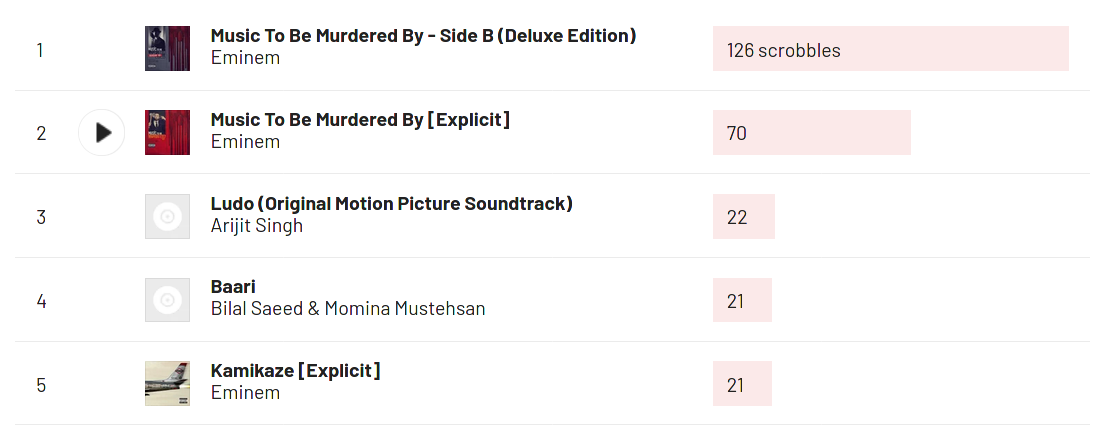 1
Music To Be Murdered By - Side B (Deluxe Edition)
Eminem
126 scrobbles
2
Music To Be Murdered By [Explicit]
Eminem
70
3
Ludo (Original Motion Picture Soundtrack)
Arijit Singh
22
4
Baari
Bilal Saeed & Momina Mustehsan
21
5
Kamikaze [Explicit]
Eminem
21